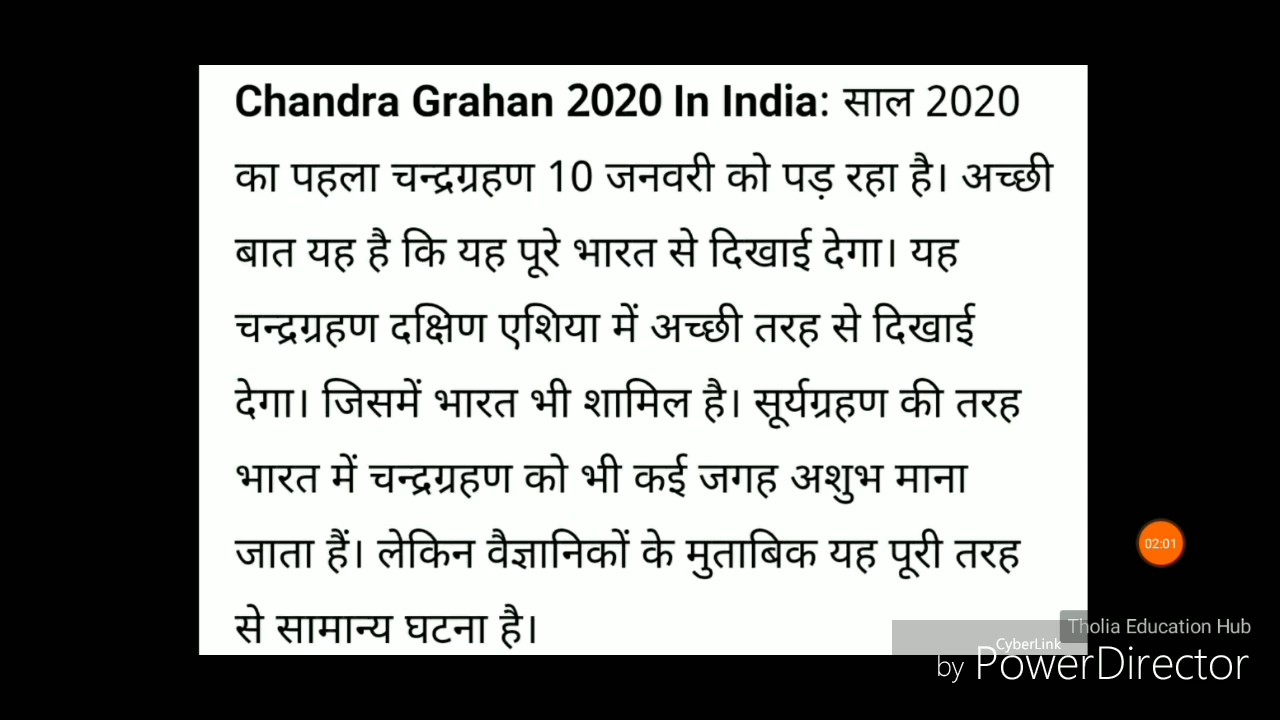 Chandra Grahan 2020 In India: साल 2020
का पहला चन्द्रग्रहण 10 जनवरी को पड़ रहा है। अच्छी
बात यह है कि यह पूरे भारत से दिखाई देगा। यह
चन्द्रग्रहण दक्षिण एशिया में अच्छी तरह से दिखाई
देगा। जिसमें भारत भी शामिल है। सूर्यग्रहण की तरह
भारत में चन्द्रग्रहण को भी कई जगह अशुभ माना
जाता हैं। लेकिन वैज्ञानिकों के मुताबिक यह पूरी तरह
से सामान्य घटना है।
02:01
Tholia Education Hub
CyberLink
by PowerDirector